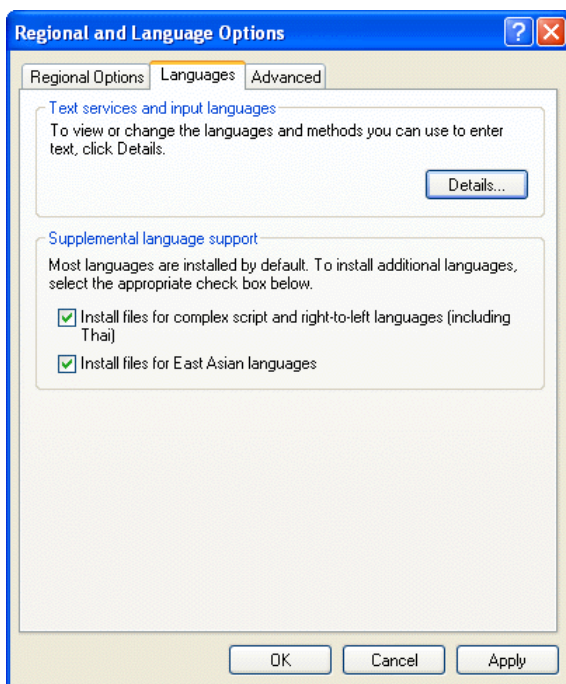 Regional and Language Options
Regional Options Languages Advanced
Text services and input languages
To view or change the languages and methods you can use to enter
text, click Details.
Details...
Supplemental language support
Most languages are installed by default. To install additional languages,
select the appropriate check box below.
Install files for complex script and right-to-left languages (including
Thai)
Install files for East Asian languages
OK Cancel Apply